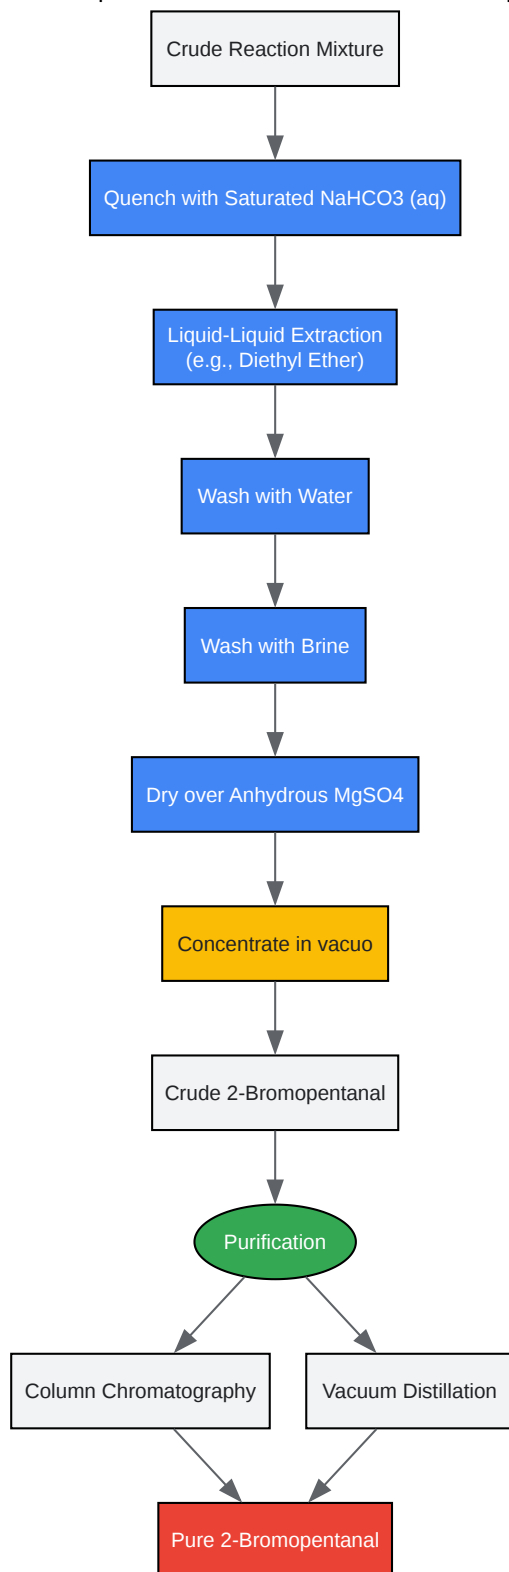 Crude Reaction Mixture
Quench with Saturated NaHCO3 (aq)
Liquid-Liquid Extraction
(e.g., Diethyl Ether)
Wash with Water
Wash with Brine
Dry over Anhydrous MgSO4
Concentrate in vacuo
Crude 2-Bromopentanal
Purification
Column Chromatography
Vacuum Distillation
Pure 2-Bromopentanal